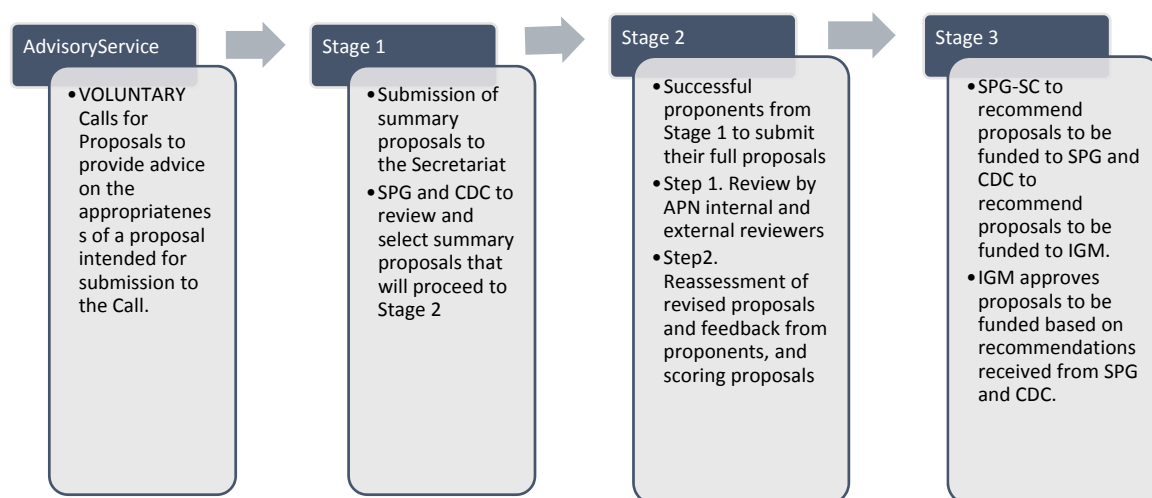 AdvisoryService
•VOLUNTARY
Calls for
Proposals to
provide advice
on the
appropriatenes
s of a proposal
intended for
submission to
the Call.
Stage 1
•Submission of
summary
proposals to
the Secretariat
•SPG and CDC to
review and
select summary
proposals that
will proceed to
Stage 2
Stage 2
•Successful
proponents from
Stage 1 to submit
their full proposals
•Step 1. Review by
APN internal and
external reviewers
•Step2.
Reassessment of
revised proposals
and feedback from
proponents, and
scoring proposals
Stage 3
•SPG-SC to
recommend
proposals to be
funded to SPG and
CDC to
recommend
proposals to be
funded to IGM.
•IGM approves
proposals to be
funded based on
recommendations
received from SPG
and CDC.